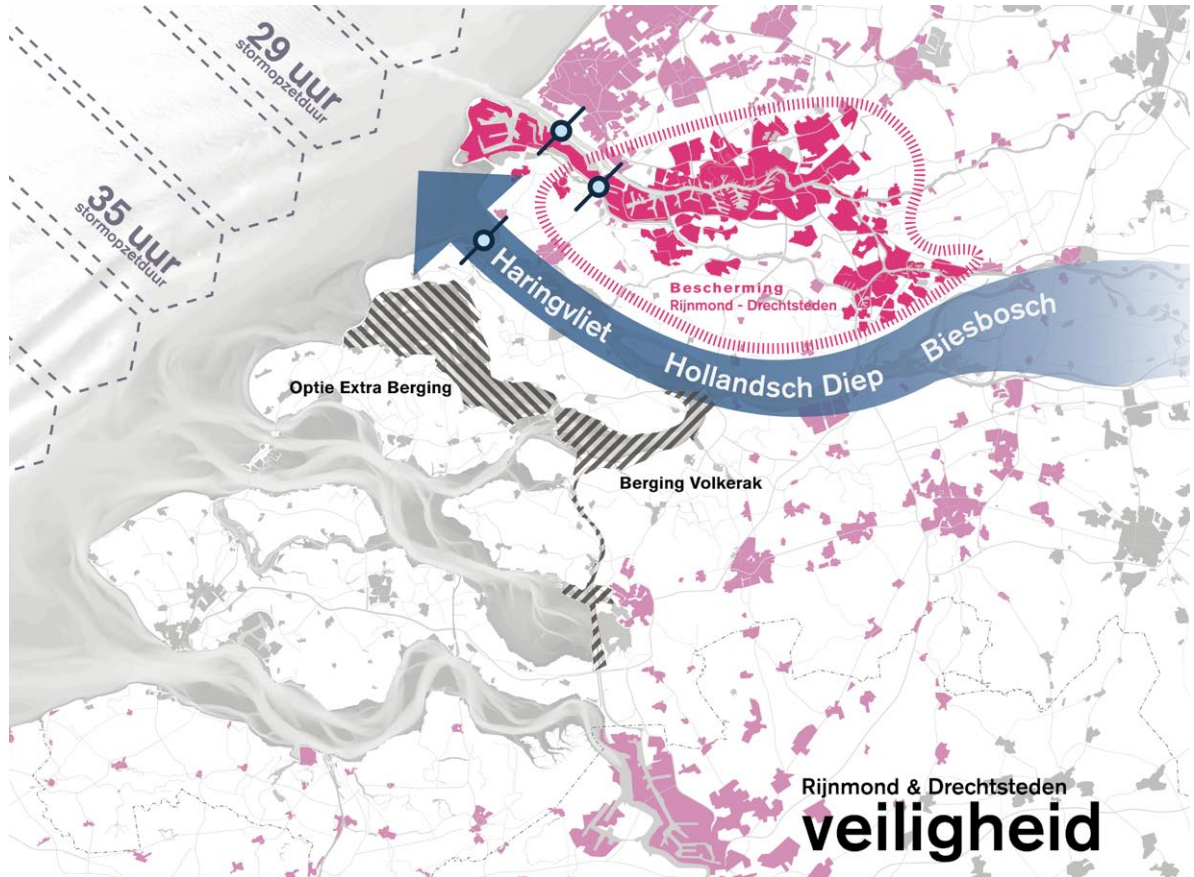 29 uur
stormopzetduur
35 uur
stormopzetduur
Bescherming
Rijnmond - Drechtsteden
Haringvliet
Hollandsch Diep
Biesbosch
Optie Extra Berging
Berging Volkerak
Rijnmond & Drechtsteden
veiligheid